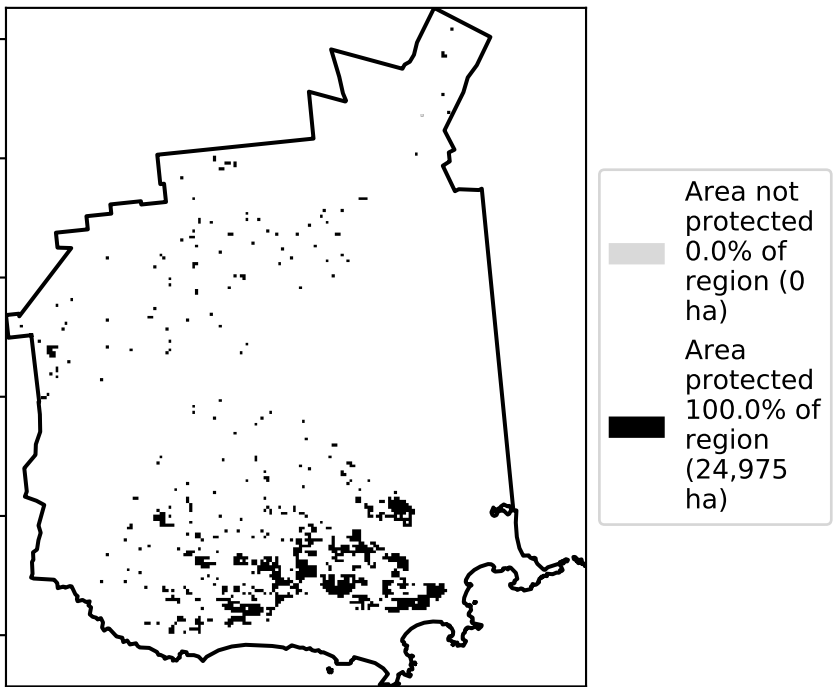 Area not
protected
0.0% of
region (0
ha)
Area
protected
100.0% of
region
(24,975
ha)